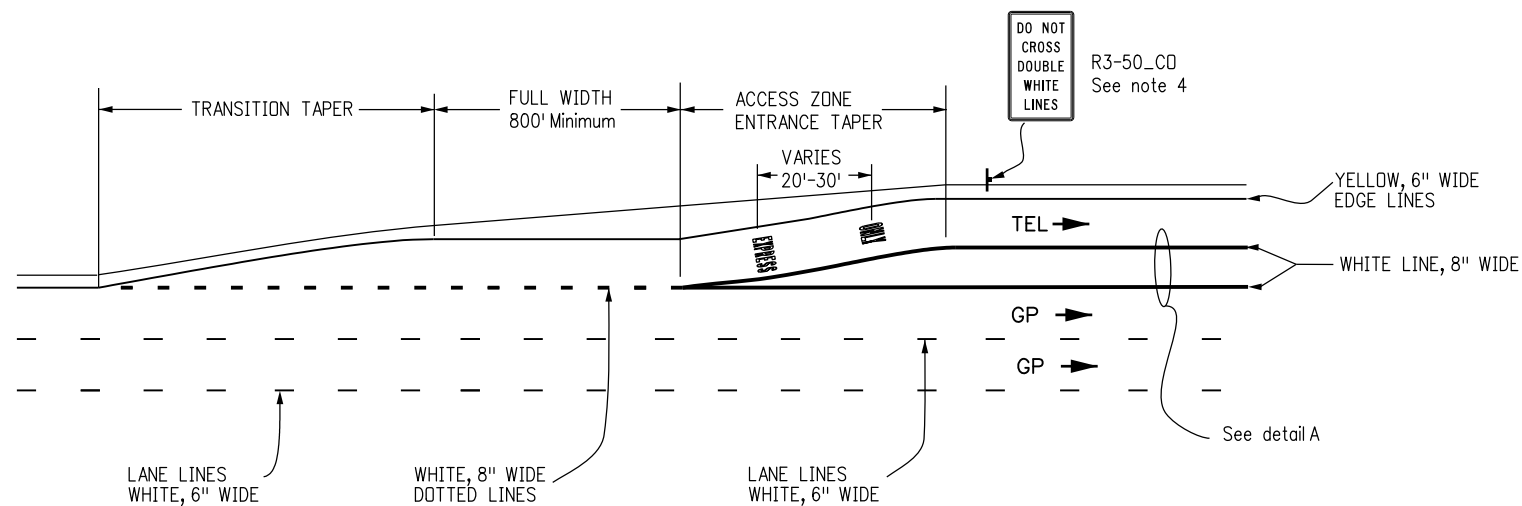 DO NOT
CROSS
DOUBLE
WHITE
LINES
R3-50_CO
See note 4
TRANSITION TAPER
FULL WIDTH
800' Minimum
ACCESS ZONE
ENTRANCE TAPER
VARIES
20'-30'
YELLOW, 6" WIDE
EDGE LINES
TEL
EXPRESS
ONLY
WHITE LINE, 8" WIDE
GP
GP
See detail A
LANE LINES
WHITE, 6" WIDE
WHITE, 8" WIDE
DOTTED LINES
LANE LINES
WHITE, 6" WIDE